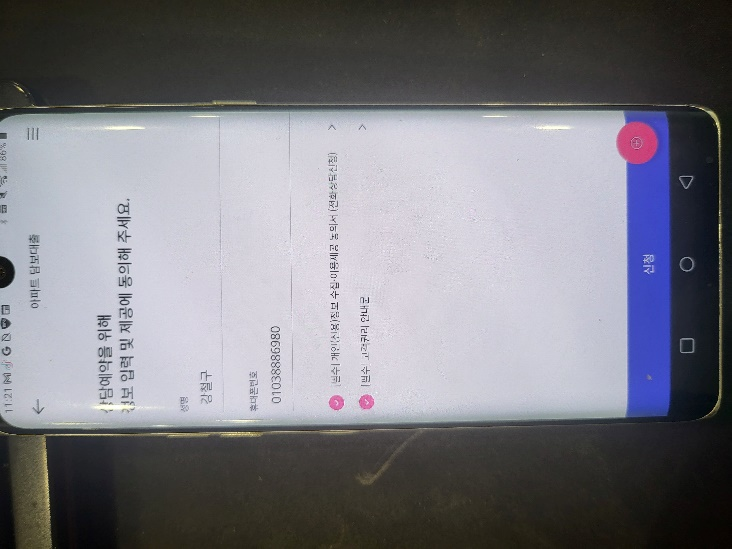 11:21
86%
아파트 담보대출
상담예약을 위해
정보 입력 및 제공에 동의해 주세요.
성명
강철구
휴대폰번호
01038886980
[필수] 개인(신용)정보 수집·이용제공 동의서 (전화상담신청)
[필수] 고객권리 안내문
신청